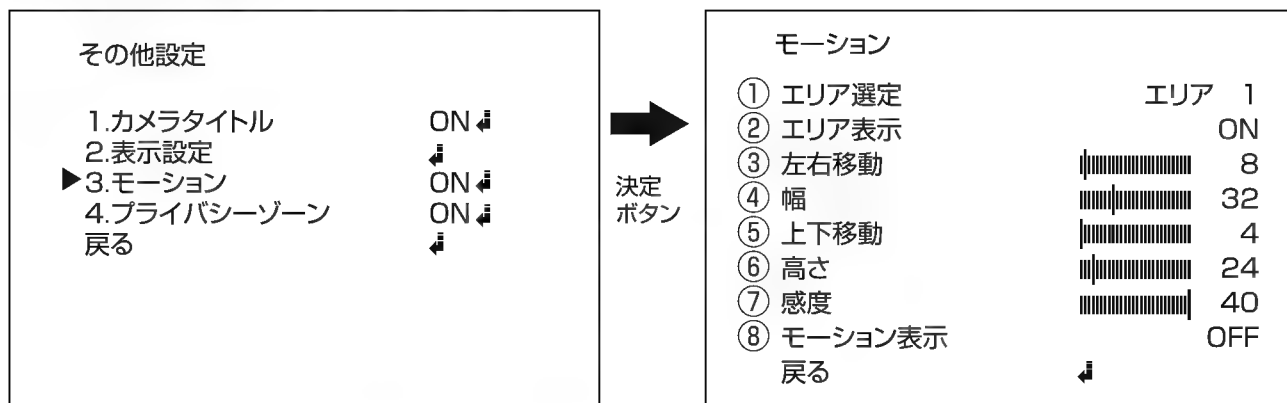 その他設定
1.カメラタイトル ON
2.表示設定
3.モーション ON
4.プライバシーゾーン ON
戻る
決定
ボタン
モーション
① エリア選定 エリア 1
② エリア表示 ON
③ 左右移動 8
④ 幅 32
⑤ 上下移動 4
⑥ 高さ 24
⑦ 感度 40
⑧ モーション表示 OFF
戻る